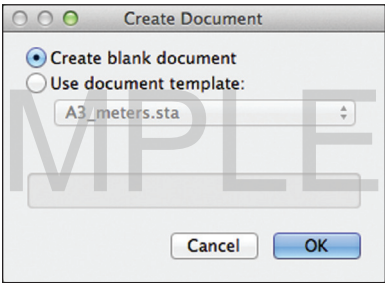 Create Document
Create blank document
Use document template:
A3_meters.sta
MPLE
Cancel
OK